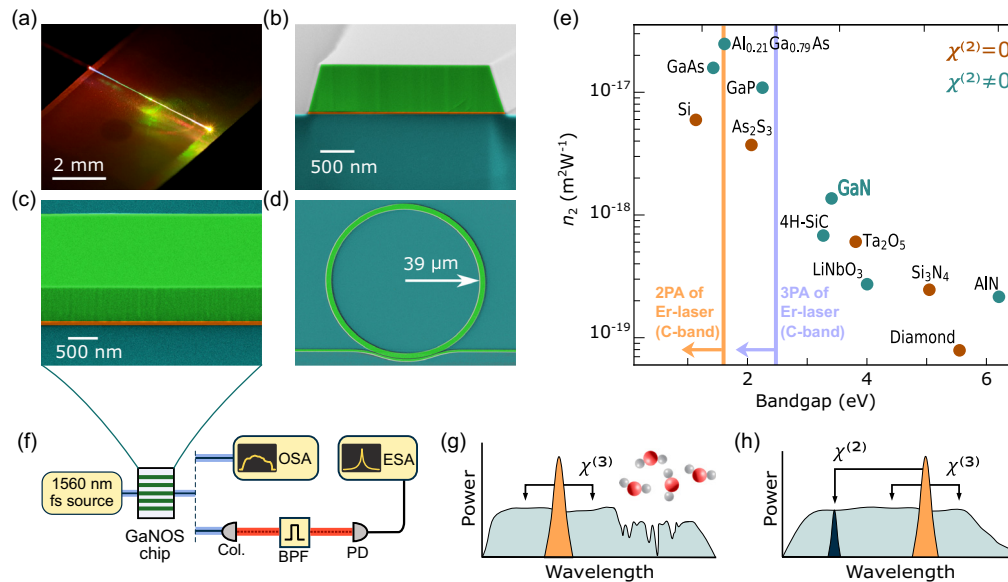 (a)
2 mm
(b)
500 nm
(c)
500 nm
(d)
39 μm
(e)
n₂ (m²W⁻¹)
10⁻¹⁷
10⁻¹⁸
10⁻¹⁹
Al₀.₂₁Ga₀.₇₉As
GaAs
GaP
Si
As₂S₃
χ⁽²⁾=0
χ⁽²⁾≠0
GaN
4H-SiC
Ta₂O₅
LiNbO₃
Si₃N₄
AlN
Diamond
2PA of
Er-laser
(C-band)
3PA of
Er-laser
(C-band)
2
4
6
Bandgap (eV)
(f)
1560 nm
fs source
GaNOS
chip
OSA
ESA
Col.
BPF
PD
(g)
χ⁽³⁾
Power
Wavelength
(h)
χ⁽²⁾
χ⁽³⁾
Power
Wavelength